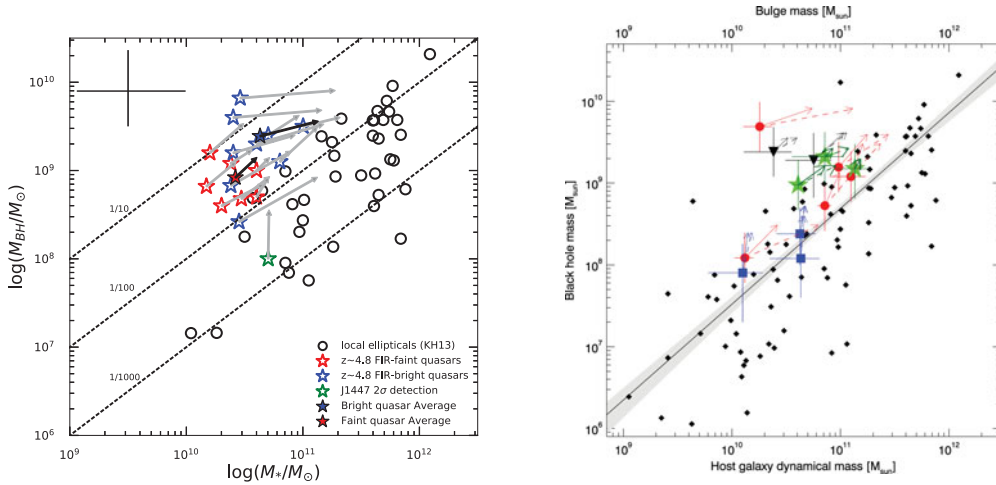 10^10
10^9
10^8
10^7
10^6
log(M_BH/M_⊙)
1/10
1/100
1/1000
local ellipticals (KH13)
z~4.8 FIR-faint quasars
z~4.8 FIR-bright quasars
J1447 2σ detection
Bright quasar Average
Faint quasar Average
10^9 10^10 10^11 10^12
log(M_*/M_⊙)
Bulge mass [M_sun]
10^9 10^10 10^11 10^12
10^10
10^9
10^8
10^7
10^6
Black hole mass [M_sun]
10^9 10^10 10^11 10^12
Host galaxy dynamical mass [M_sun]